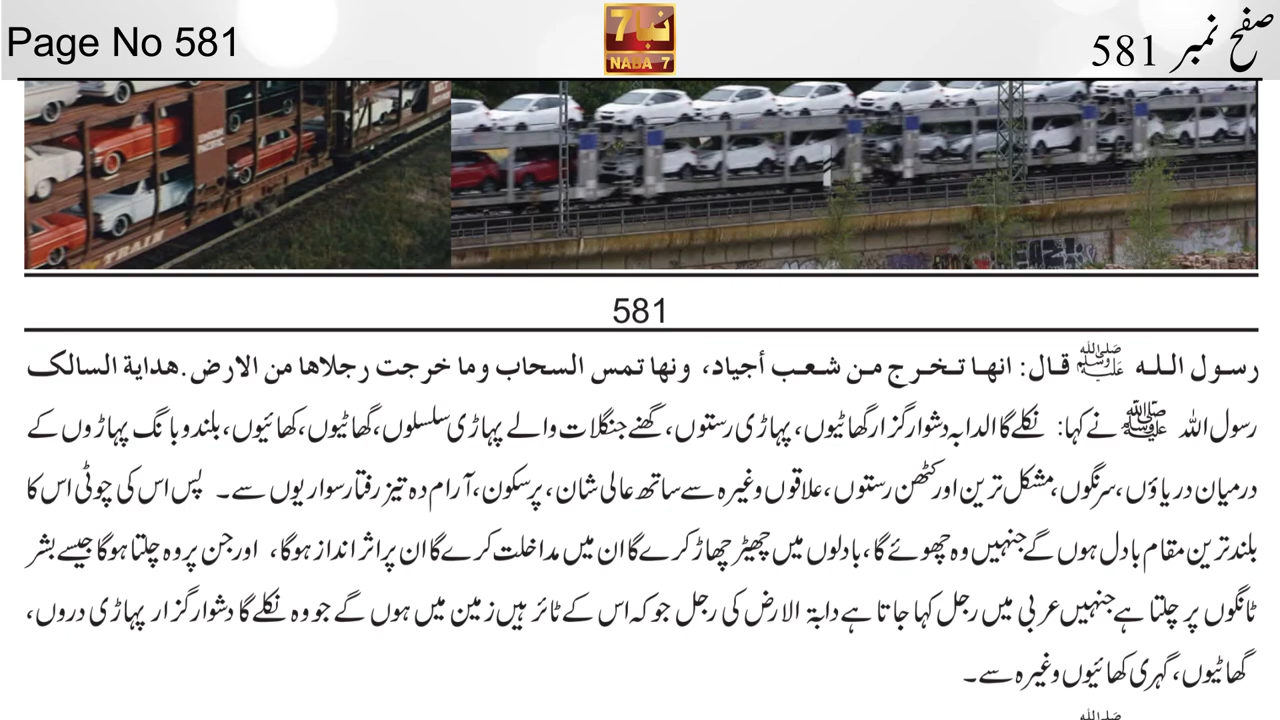 Page No 581
نبأ 7
NABA 7
صفحہ نمبر 581
UNION PACIFIC
TRAIN
581
رسول اللہ ﷺ قال: انها تخرج من شعب أجياد، ونها تمس السحاب وما خرجت رجلاها من الارض. هداية السالک
رسول اللہ ﷺ نے کہا: نکلے گا الدابہ دشوار گزار گھاٹیوں، پہاڑی رستوں، گھنے جنگلات والے پہاڑی سلسلوں، گھاٹیوں، کھائیوں، بلند و بانگ پہاڑوں کے
درمیان دریاؤں، سرنگوں، مشکل ترین اور کٹھن رستوں، علاقوں وغیرہ سے ساتھ عالی شان، پرسکون، آرام دہ تیز رفتار سواریوں سے۔ پس اس کی چوٹی اس کا
بلند ترین مقام بادل ہوں گے جنہیں وہ چھوئے گا، بادلوں میں چھیڑ چھاڑ کرے گا ان میں مداخلت کرے گا ان پر اثر انداز ہوگا، اور جن پر وہ چلتا ہوگا جیسے بشر
ٹانگوں پر چلتا ہے جنہیں عربی میں رجل کہا جاتا ہے دابۃ الارض کی رجل جو کہ اس کے ٹائر ہیں زمین میں ہوں گے جو وہ نکلے گا دشوار گزار پہاڑی دروں،
گھاٹیوں، گہری کھائیوں وغیرہ سے۔